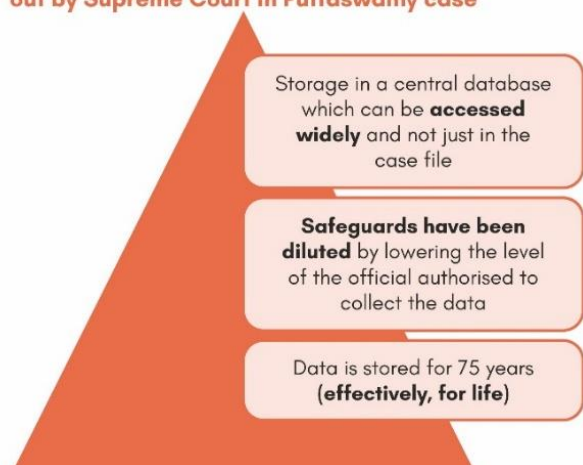 out by Supreme Court in Puttaswamy case
Storage in a central database
which can be accessed
widely and not just in the
case file
Safeguards have been
diluted by lowering the level
of the official authorised to
collect the data
Data is stored for 75 years
(effectively, for life)